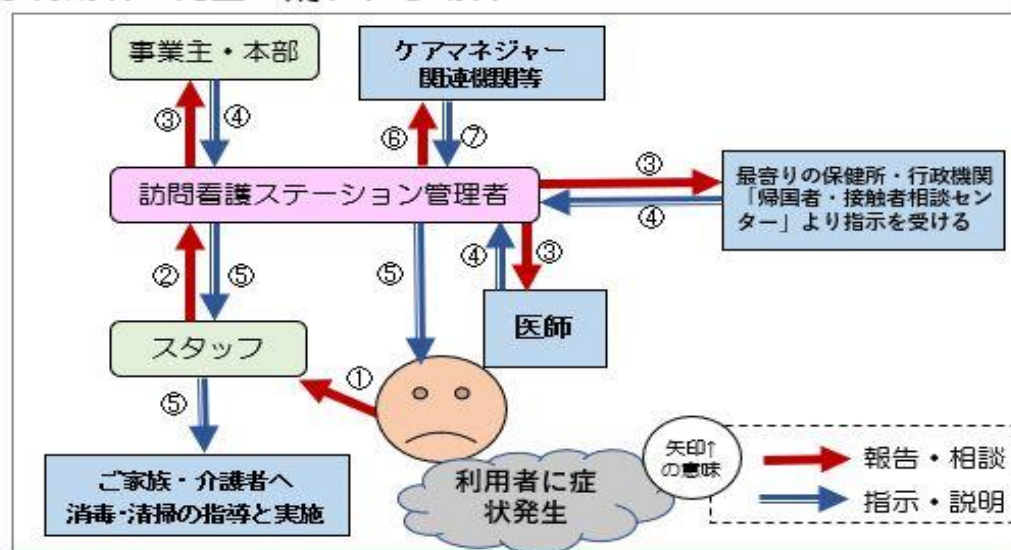 事業主・本部
ケアマネジャー
関連機関等
③
④
⑥
⑦
訪問看護ステーション管理者
③
④
最寄りの保健所・行政機関
「帰国者・接触者相談セン
ター」より指示を受ける
②
⑤
⑤
④
③
スタッフ
医師
①
⑤
ご家族・介護者へ
消毒・清掃の指導と実施
利用者に症
状発生
矢印↑
の意味
報告・相談
指示・説明